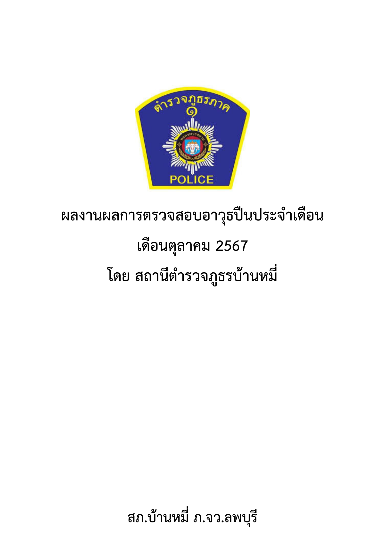 ตำรวจภูธรภาค
๑
POLICE
ผลงานผลการตรวจสอบอาวุธปืนประจำเดือน
เดือนตุลาคม 2567
โดย สถานีตำรวจภูธรบ้านหมี่
สภ.บ้านหมี่ ภ.จว.ลพบุรี